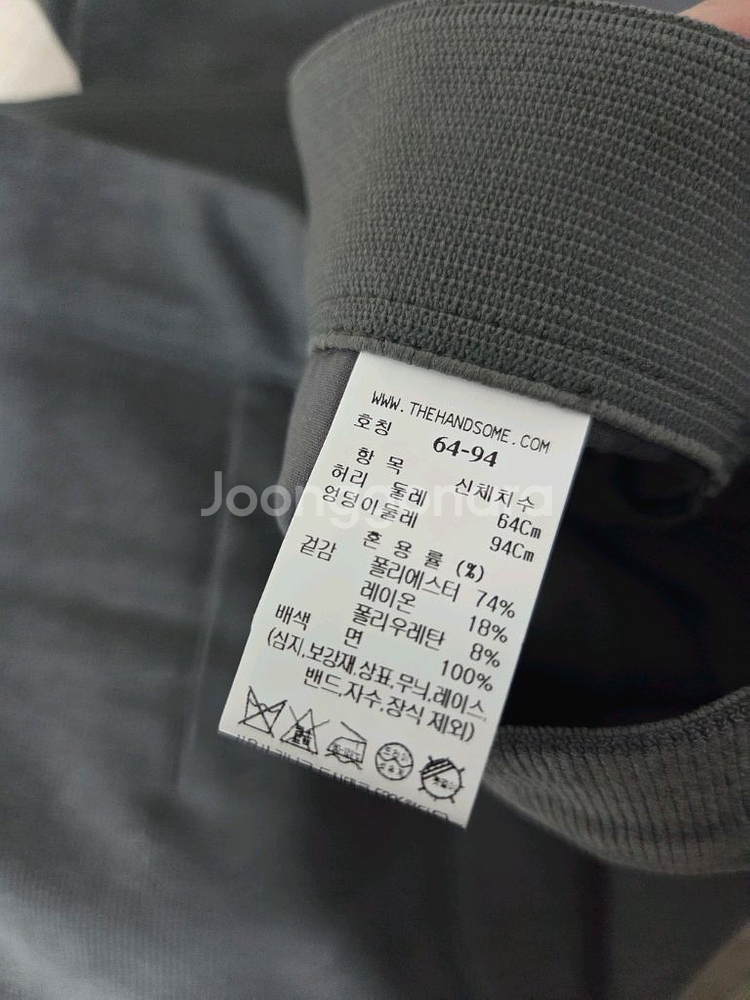 WWW.THEHANDSOME.COM
호칭 64-94
항 목 신체치수
허리 둘레 64Cm
엉덩이둘레 94Cm
혼 용 률 (%)
겉감 폴리에스터 74%
레이온 18%
폴리우레탄 8%
배색 면 100%
(심지,보강재,상표,무늬,레이스,
밴드,자수,장식 제외)
Joonggonara